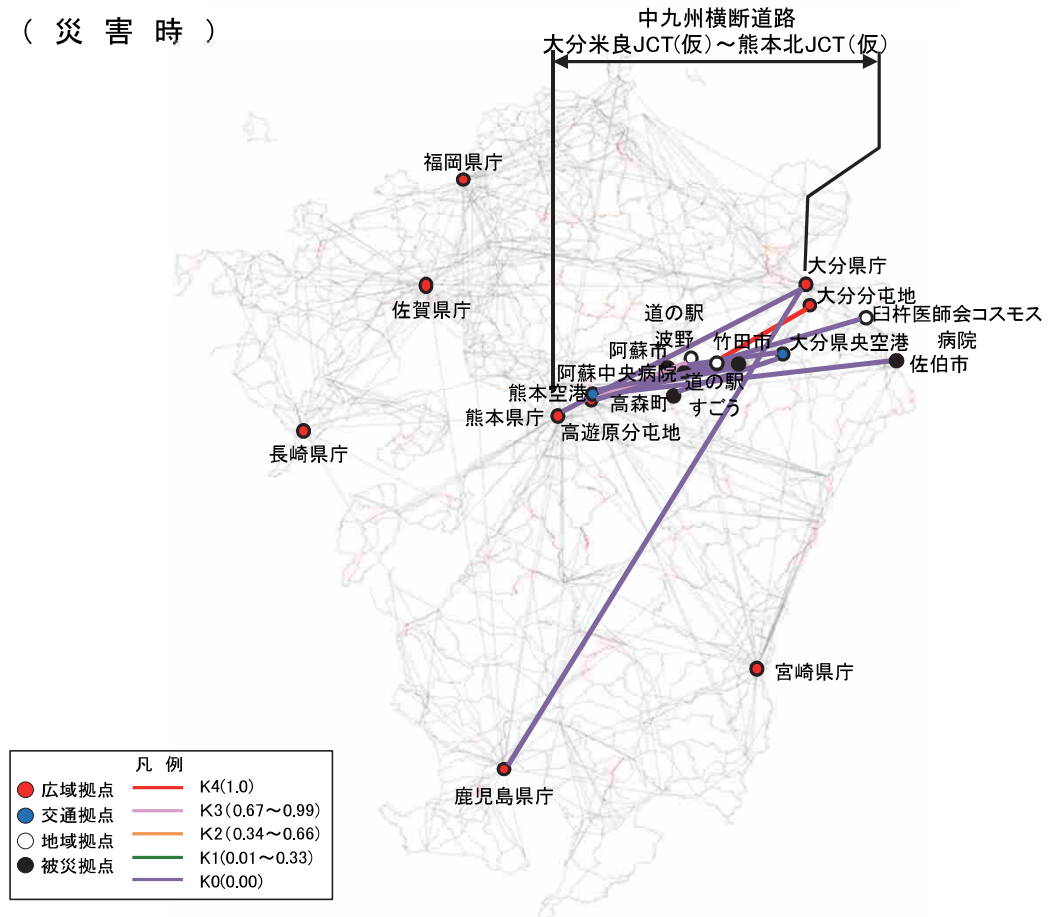 (災害時)
中九州横断道路
大分米良JCT(仮)～熊本北JCT(仮)
福岡県庁
佐賀県庁
大分県庁
大分分屯地
道の駅
波野
臼杵医師会コスモス
病院
竹田市
大分県央空港
阿蘇市
佐伯市
阿蘇中央病院
道の駅
すごう
熊本空港
高森町
熊本県庁
高遊原分屯地
長崎県庁
宮崎県庁
鹿児島県庁
凡例
広域拠点
K4(1.0)
交通拠点
K3(0.67～0.99)
地域拠点
K2(0.34～0.66)
被災拠点
K1(0.01～0.33)
K0(0.00)